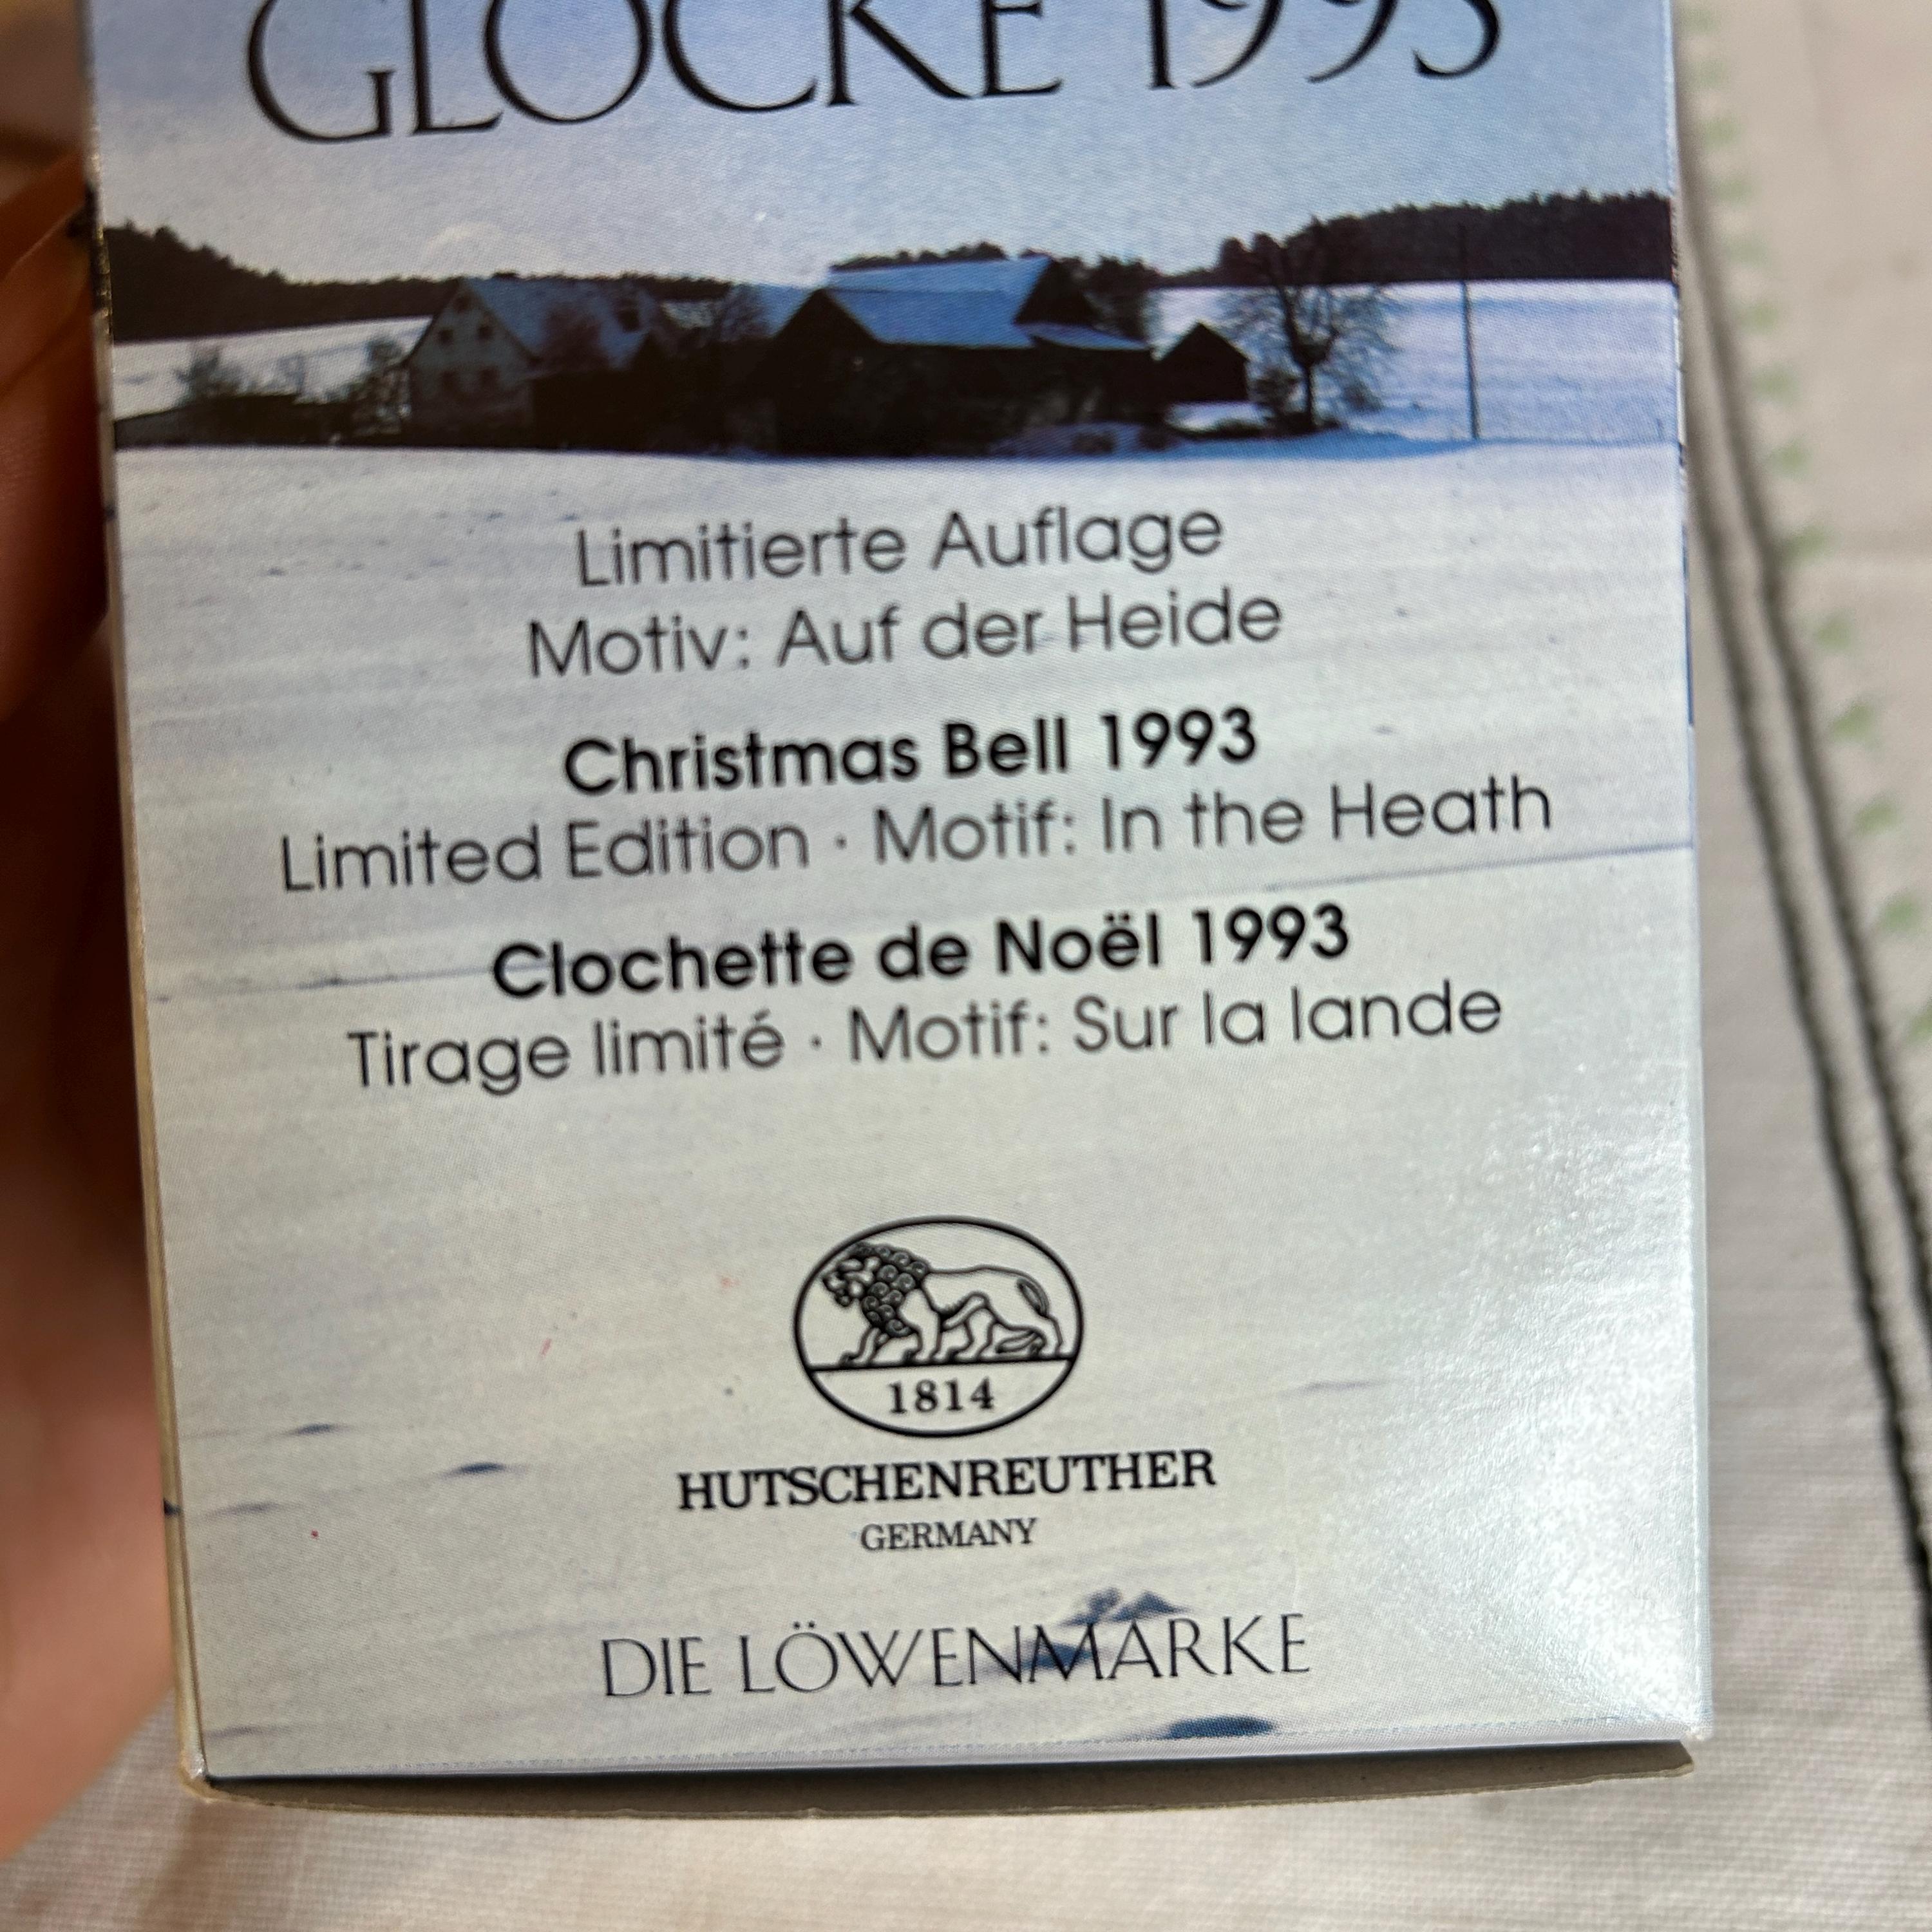 GLOCKE 1993
Limitierte Auflage
Motiv: Auf der Heide
Christmas Bell 1993
Limited Edition · Motif: In the Heath
Clochette de Noël 1993
Tirage limité · Motif: Sur la lande
1814
HUTSCHENREUTHER
GERMANY
DIE LÖWENMARKE